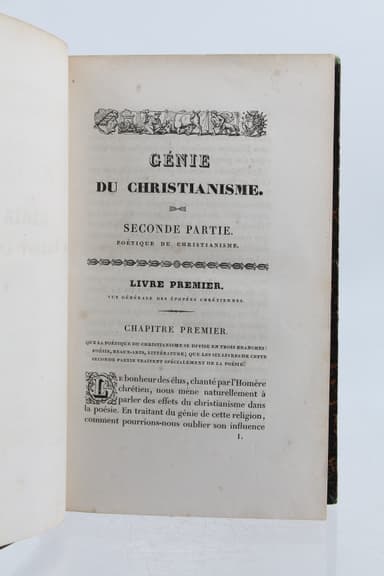 GÉNIE
DU CHRISTIANISME.
SECONDE PARTIE.
POÉTIQUE DU CHRISTIANISME.
LIVRE PREMIER.
VUE GÉNÉRALE DES ÉPOPÉES CHRÉTIENNES.
CHAPITRE PREMIER.
QUE LA POÉTIQUE DU CHRISTIANISME SE DIVISE EN TROIS BRANCHES:
POÉSIE, BEAUX-ARTS, LITTÉRATURE; QUE LES SIX LIVRES DE CETTE
SECONDE PARTIE TRAITENT SPÉCIALEMENT DE LA POÉSIE.
LE bonheur des élus, chanté par l'Homère
chrétien, nous mène naturellement à
parler des effets du christianisme dans
la poésie. En traitant du génie de cette religion,
comment pourrions-nous oublier son influence
1.